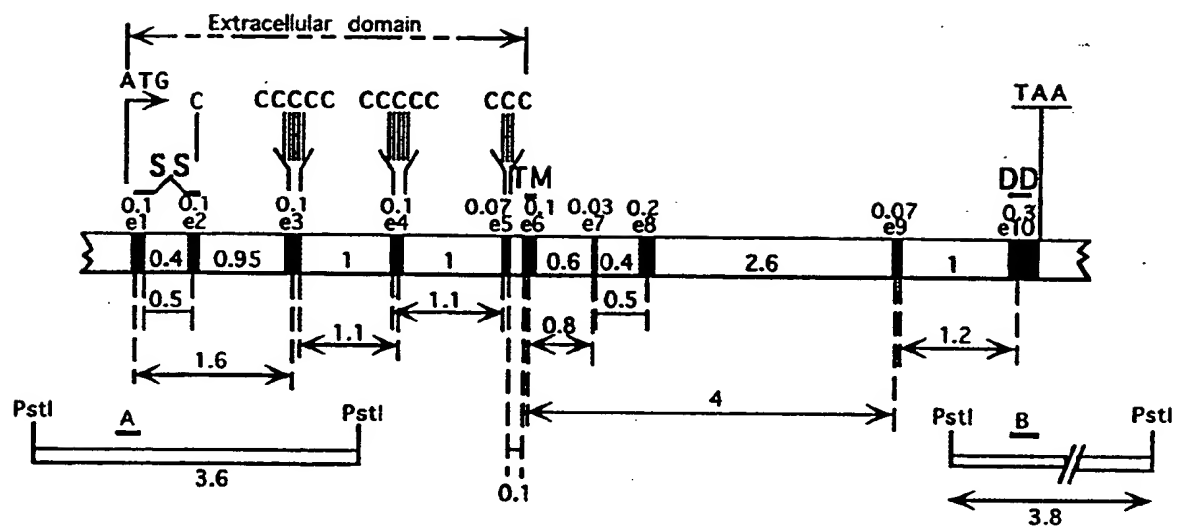 Extracellular domain
ATG C CCCCC CCCCC CCC TAA
SS TM DD
0.1 0.1 0.1 0.1 0.07 0.1 0.03 0.2 0.07 0.3
e1 e2 e3 e4 e5 e6 e7 e8 e9 e10
0.4 0.95 1 1 0.6 0.4 2.6 1
0.5 1.1 0.5
1.1 0.8 1.2
1.6
4
PstI A PstI PstI B PstI
3.6
0.1
3.8